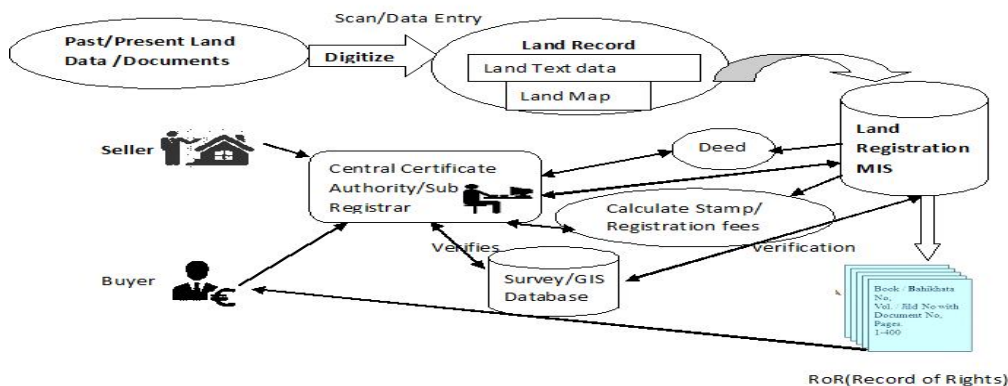 Scan/Data Entry
Past/Present Land
Data /Documents
Digitize
Land Record
Land Text data
Land Map
Seller
Central Certificate
Authority/Sub
Registrar
Deed
Land
Registration
MIS
Calculate Stamp/
Registration fees
Verifies
verification
Buyer
Survey/GIS
Database
Book / Bahikhata
No,
Vol. / Jild No with
Document No,
Pages.
1-400
RoR(Record of Rights)